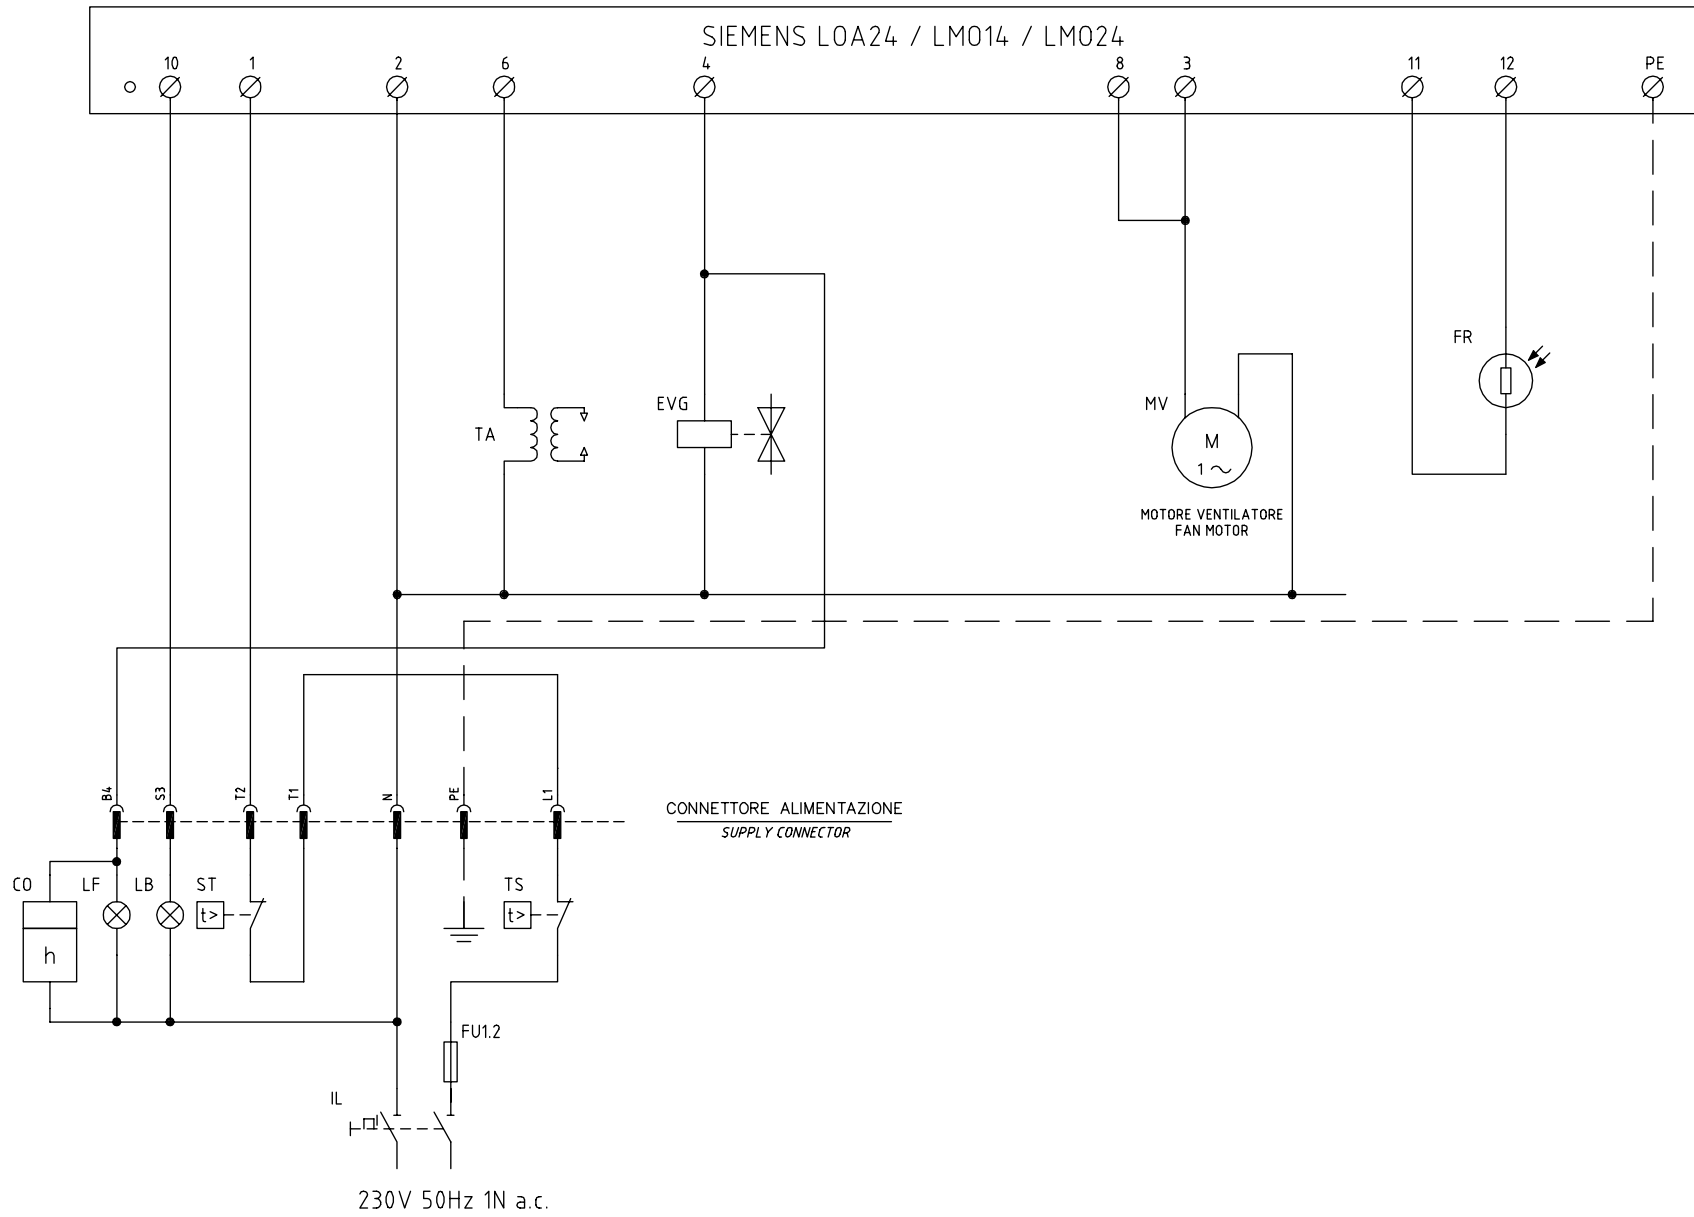 SIEMENS LOA24 / LMO14 / LMO24
10 1 2 6 4 8 3 11 12 PE
FR
EVG
MV
TA
M
1 ~
MOTORE VENTILATORE
FAN MOTOR
B4 S3 T2 T1 N PE L1
CONNETTORE ALIMENTAZIONE
SUPPLY CONNECTOR
CO LF LB ST TS
t> t>
h
FU1.2
IL
230V 50Hz 1N a.c.